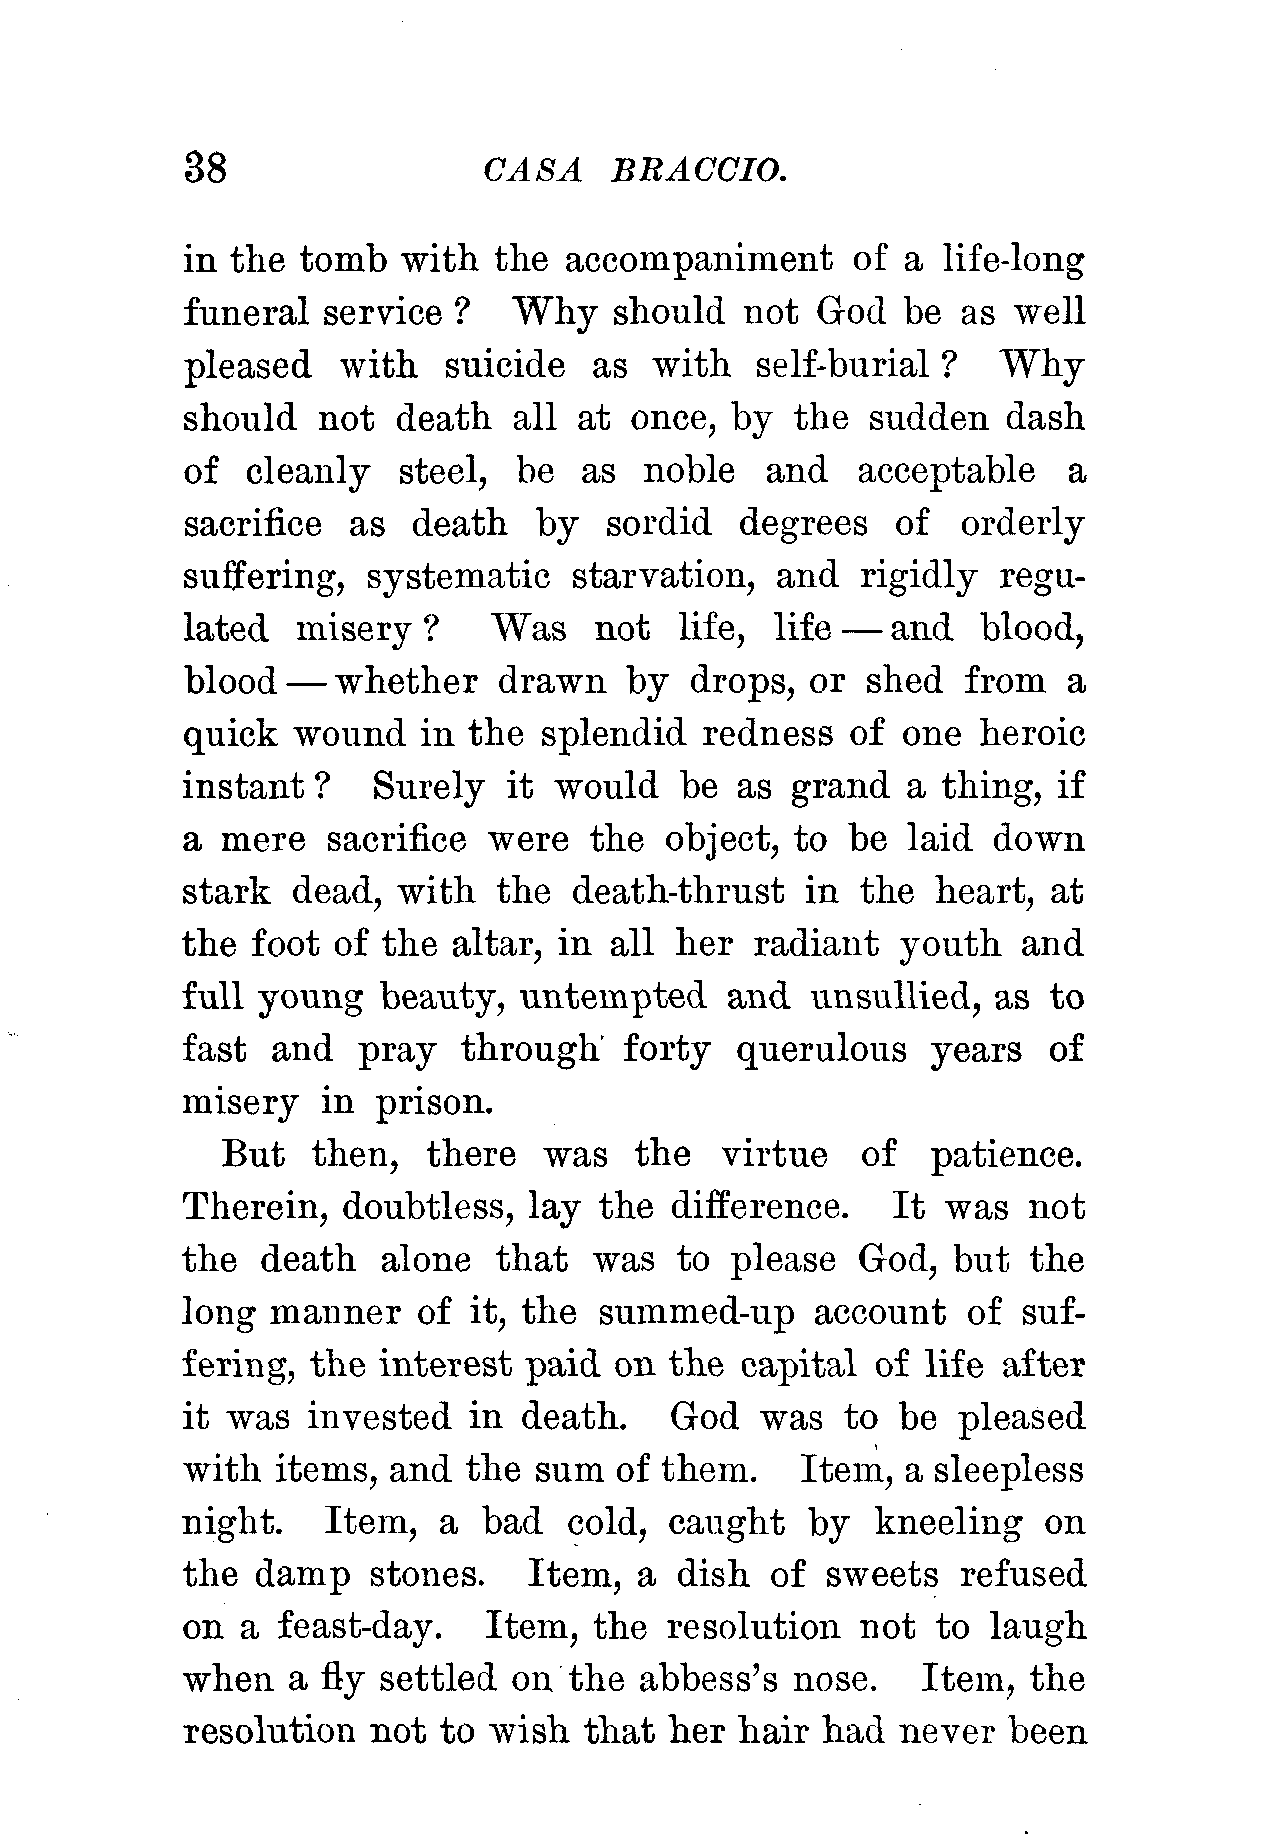 38 CASA BRACCIO.
in the tomb with the accompaniment of a life-long
funeral service? Why should not God be as well
pleased with suicide as with self-burial? Why
should not death all at once, by the sudden dash
of cleanly steel, be as noble and acceptable a
sacrifice as death by sordid degrees of orderly
suffering, systematic starvation, and rigidly regu-
lated misery? Was not life, life — and blood,
blood — whether drawn by drops, or shed from a
quick wound in the splendid redness of one heroic
instant? Surely it would be as grand a thing, if
a mere sacrifice were the object, to be laid down
stark dead, with the death-thrust in the heart, at
the foot of the altar, in all her radiant youth and
full young beauty, untempted and unsullied, as to
fast and pray through forty querulous years of
misery in prison.
But then, there was the virtue of patience.
Therein, doubtless, lay the difference. It was not
the death alone that was to please God, but the
long manner of it, the summed-up account of suf-
fering, the interest paid on the capital of life after
it was invested in death. God was to be pleased
with items, and the sum of them. Item, a sleepless
night. Item, a bad cold, caught by kneeling on
the damp stones. Item, a dish of sweets refused
on a feast-day. Item, the resolution not to laugh
when a fly settled on the abbess's nose. Item, the
resolution not to wish that her hair had never been